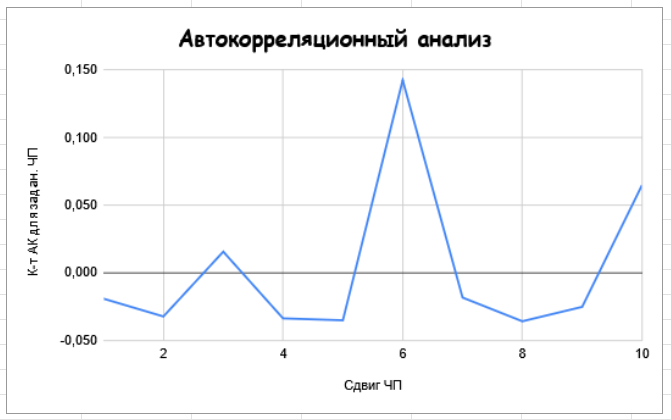 Автокорреляционный анализ
0,150
0,100
0,050
0,000
-0,050
К-т АК для задан. ЧП
2 4 6 8 10
Сдвиг ЧП